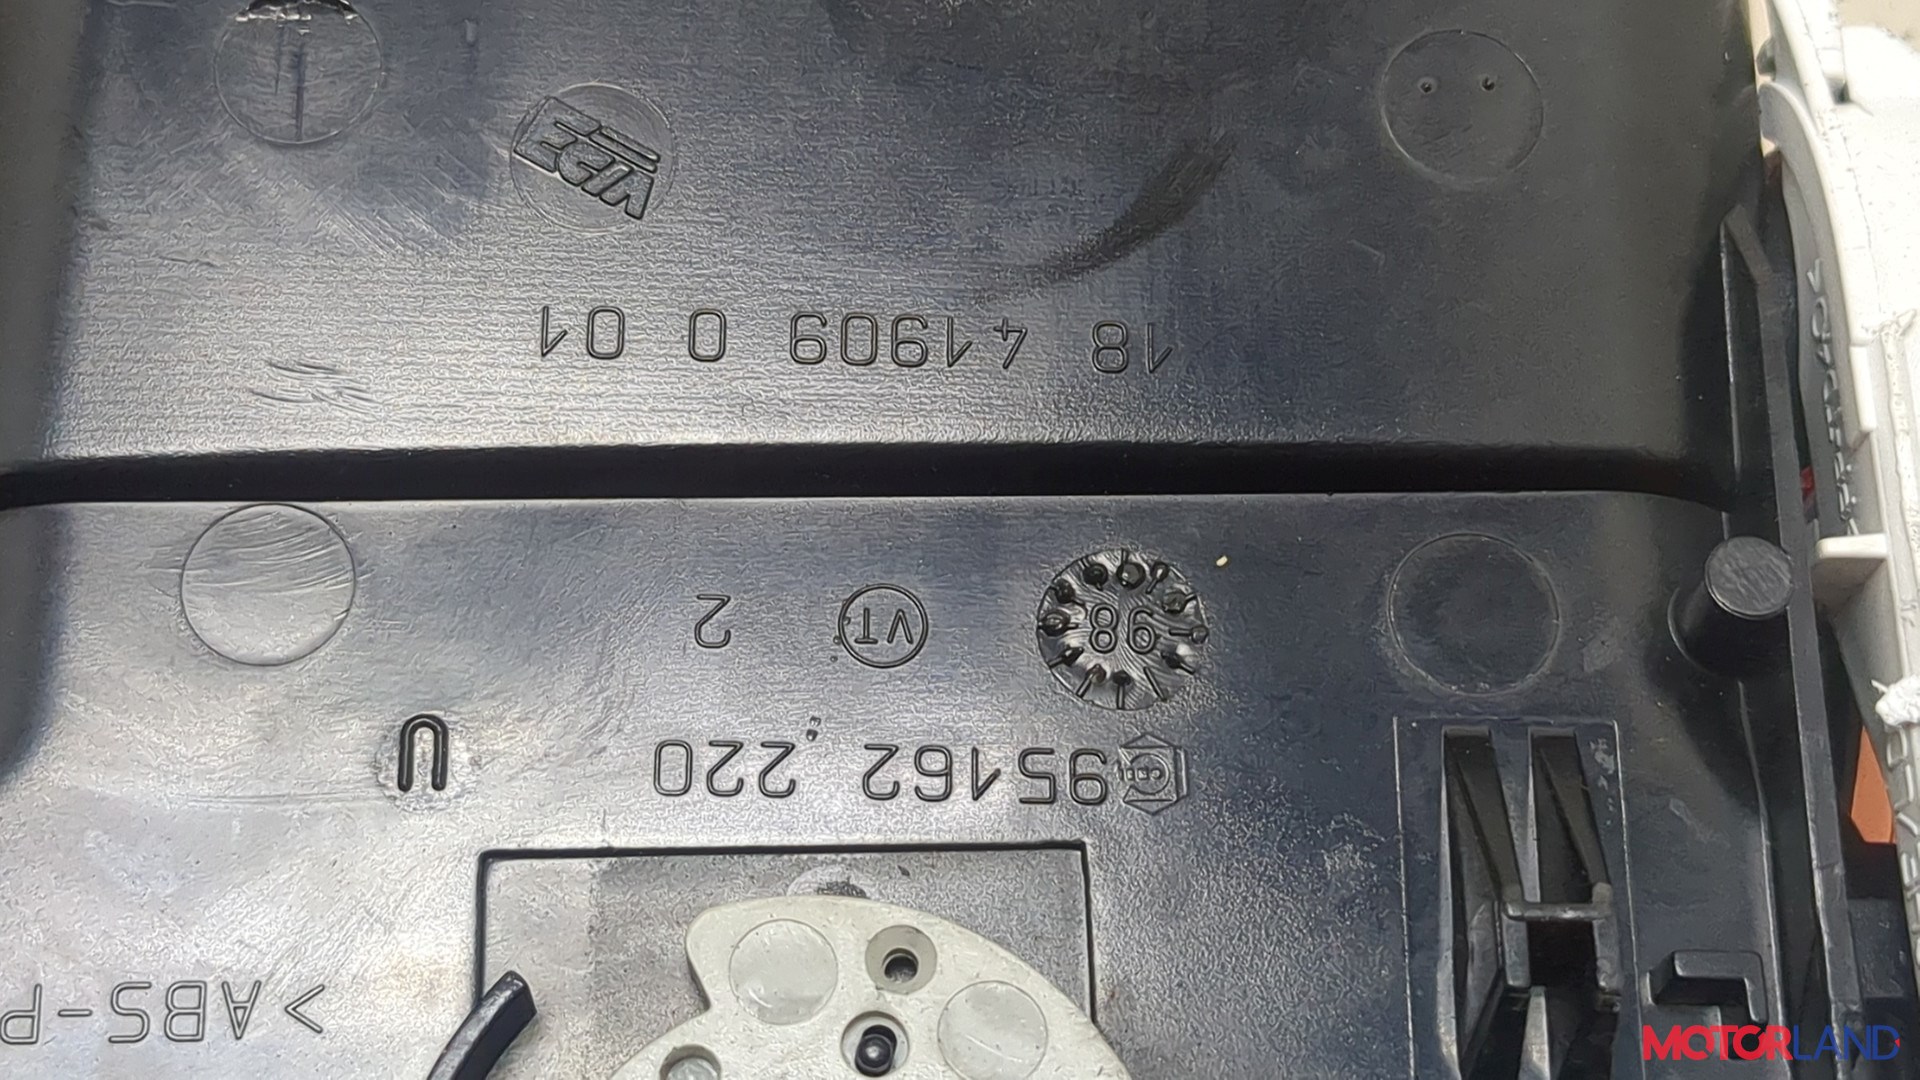 >ABS-P
95162 220
U
98
VT
2
18 41909 0 01
MOTORLAND